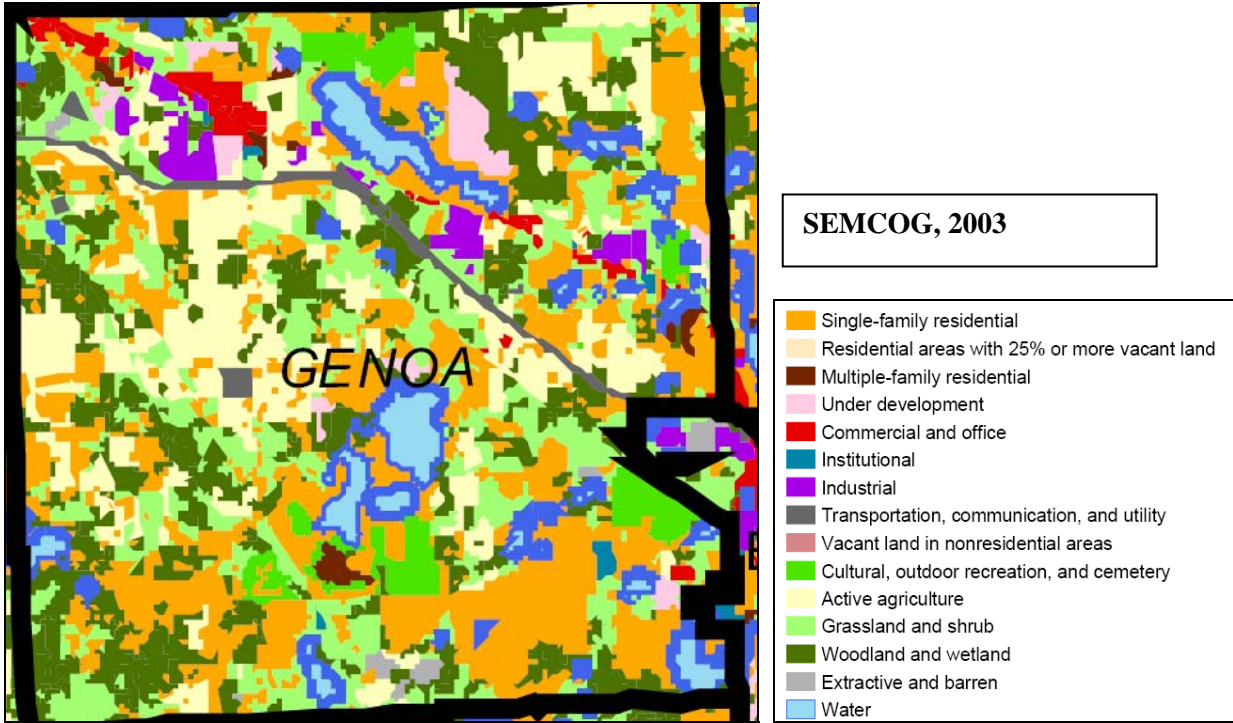 GENOA
SEMCOG, 2003
Single-family residential
Residential areas with 25% or more vacant land
Multiple-family residential
Under development
Commercial and office
Institutional
Industrial
Transportation, communication, and utility
Vacant land in nonresidential areas
Cultural, outdoor recreation, and cemetery
Active agriculture
Grassland and shrub
Woodland and wetland
Extractive and barren
Water